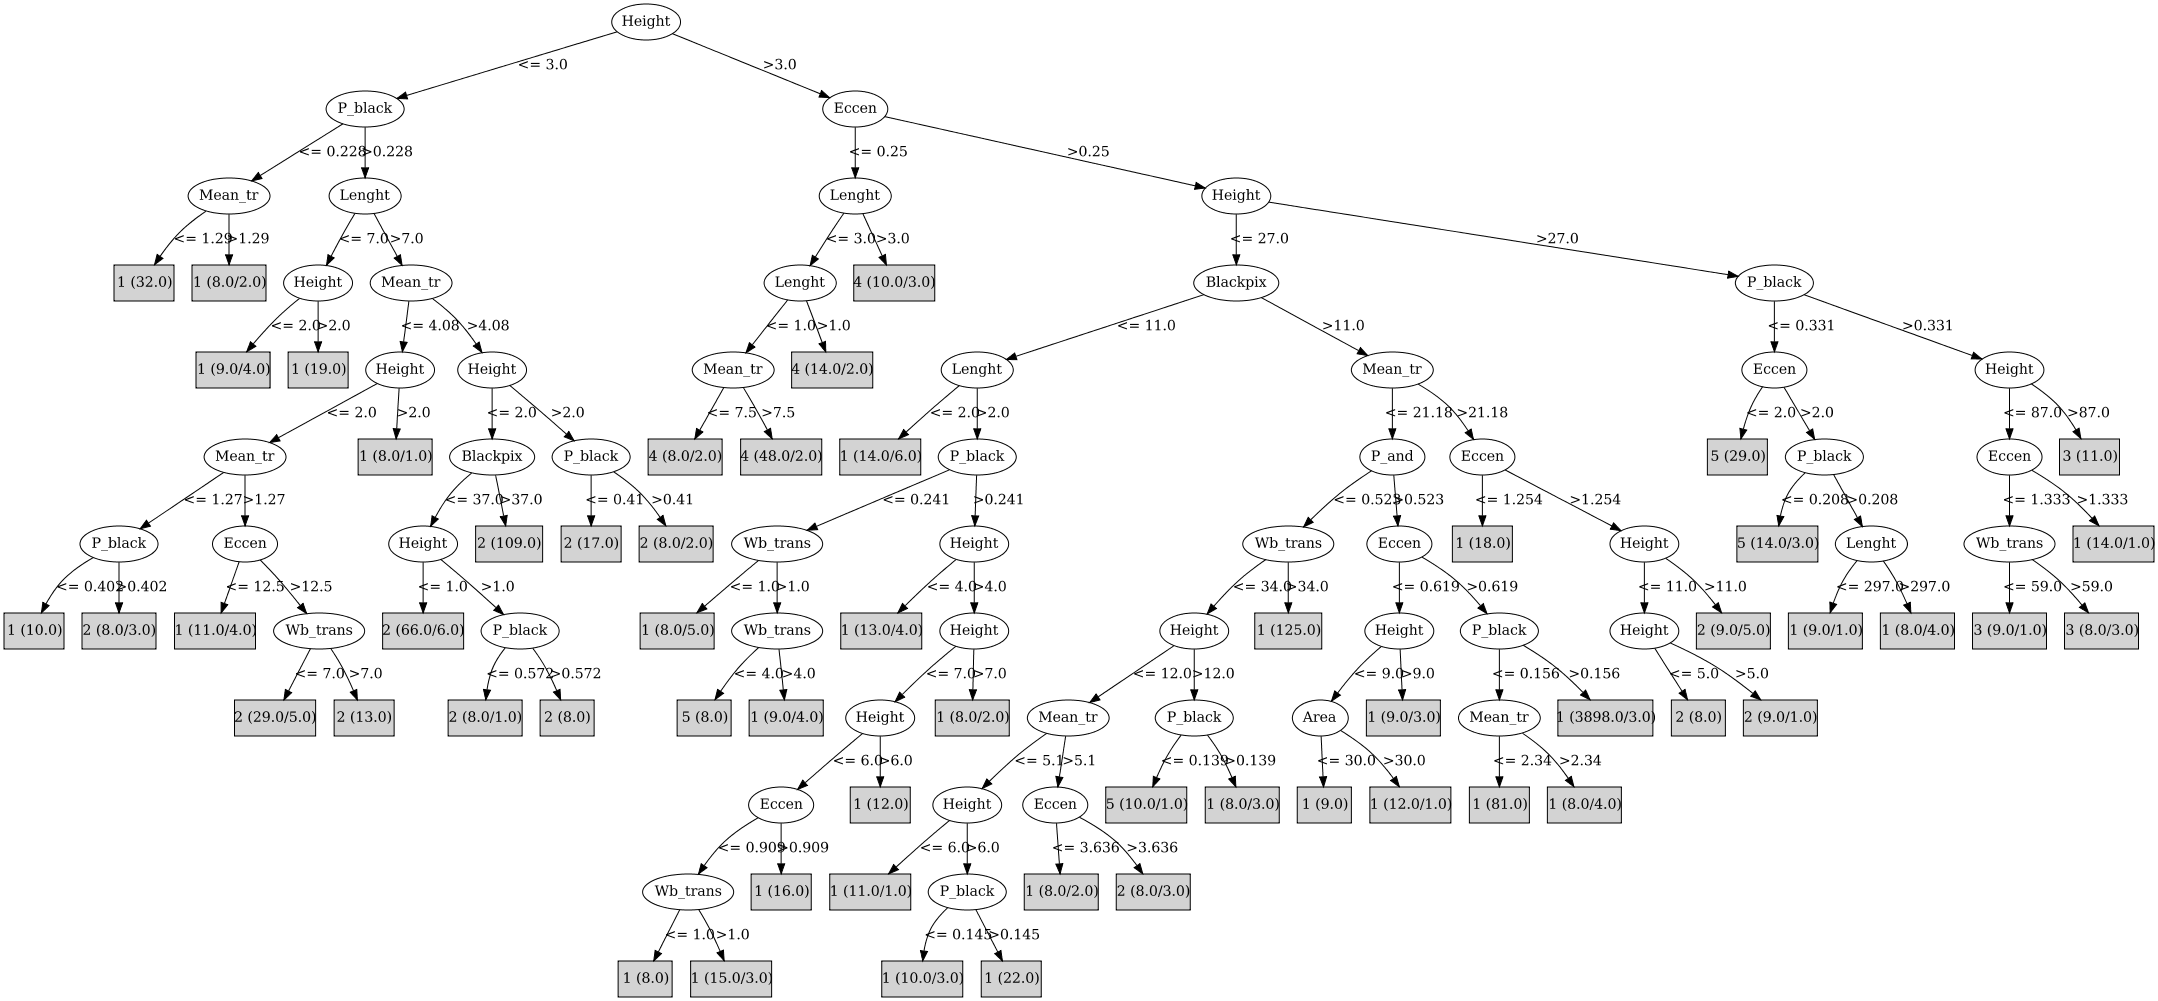 Height
<= 3.0 >3.0
P_black Eccen
<= 0.228 >0.228 <= 0.25 >0.25
Mean_tr Lenght Lenght Height
<= 1.29 >1.29 <= 7.0 >7.0 <= 3.0 >3.0 <= 27.0 >27.0
1 (32.0) 1 (8.0/2.0) Height Mean_tr Lenght 4 (10.0/3.0) Blackpix P_black
<= 2.0 >2.0 <= 4.08 >4.08 <= 1.0 >1.0 <= 11.0 >11.0 <= 0.331 >0.331
1 (9.0/4.0) 1 (19.0) Height Height Mean_tr 4 (14.0/2.0) Lenght Mean_tr Eccen Height
<= 2.0 >2.0 <= 2.0 >2.0 <= 7.5 >7.5 <= 2.0 >2.0 <= 21.18 >21.18 <= 2.0 >2.0 <= 87.0 >87.0
Mean_tr 1 (8.0/1.0) Blackpix P_black 4 (8.0/2.0) 4 (48.0/2.0) 1 (14.0/6.0) P_black P_and Eccen 5 (29.0) P_black Eccen 3 (11.0)
<= 1.27 >1.27 <= 37.0 >37.0 <= 0.41 >0.41 <= 0.241 >0.241 <= 0.523 >0.523 <= 1.254 >1.254 <= 0.208 >0.208 <= 1.333 >1.333
P_black Eccen Height 2 (109.0) 2 (17.0) 2 (8.0/2.0) Wb_trans Height Wb_trans Eccen 1 (18.0) Height 5 (14.0/3.0) Lenght Wb_trans 1 (14.0/1.0)
<= 0.402 >0.402 <= 12.5 >12.5 <= 1.0 >1.0 <= 1.0 >1.0 <= 4.0 >4.0 <= 34.0 >34.0 <= 0.619 >0.619 <= 11.0 >11.0 <= 297.0 >297.0 <= 59.0 >59.0
1 (10.0) 2 (8.0/3.0) 1 (11.0/4.0) Wb_trans 2 (66.0/6.0) P_black 1 (8.0/5.0) Wb_trans 1 (13.0/4.0) Height Height 1 (125.0) Height P_black Height 2 (9.0/5.0) 1 (9.0/1.0) 1 (8.0/4.0) 3 (9.0/1.0) 3 (8.0/3.0)
<= 7.0 >7.0 <= 0.572 >0.572 <= 4.0 >4.0 <= 7.0 >7.0 <= 12.0 >12.0 <= 9.0 >9.0 <= 0.156 >0.156 <= 5.0 >5.0
2 (29.0/5.0) 2 (13.0) 2 (8.0/1.0) 2 (8.0) 5 (8.0) 1 (9.0/4.0) Height 1 (8.0/2.0) Mean_tr P_black Area 1 (9.0/3.0) Mean_tr 1 (3898.0/3.0) 2 (8.0) 2 (9.0/1.0)
<= 6.0 >6.0 <= 5.1 >5.1 <= 0.139 >0.139 <= 30.0 >30.0 <= 2.34 >2.34
Eccen 1 (12.0) Height Eccen 5 (10.0/1.0) 1 (8.0/3.0) 1 (9.0) 1 (12.0/1.0) 1 (81.0) 1 (8.0/4.0)
<= 0.909 >0.909 <= 6.0 >6.0 <= 3.636 >3.636
Wb_trans 1 (16.0) 1 (11.0/1.0) P_black 1 (8.0/2.0) 2 (8.0/3.0)
<= 1.0 >1.0 <= 0.145 >0.145
1 (8.0) 1 (15.0/3.0) 1 (10.0/3.0) 1 (22.0)